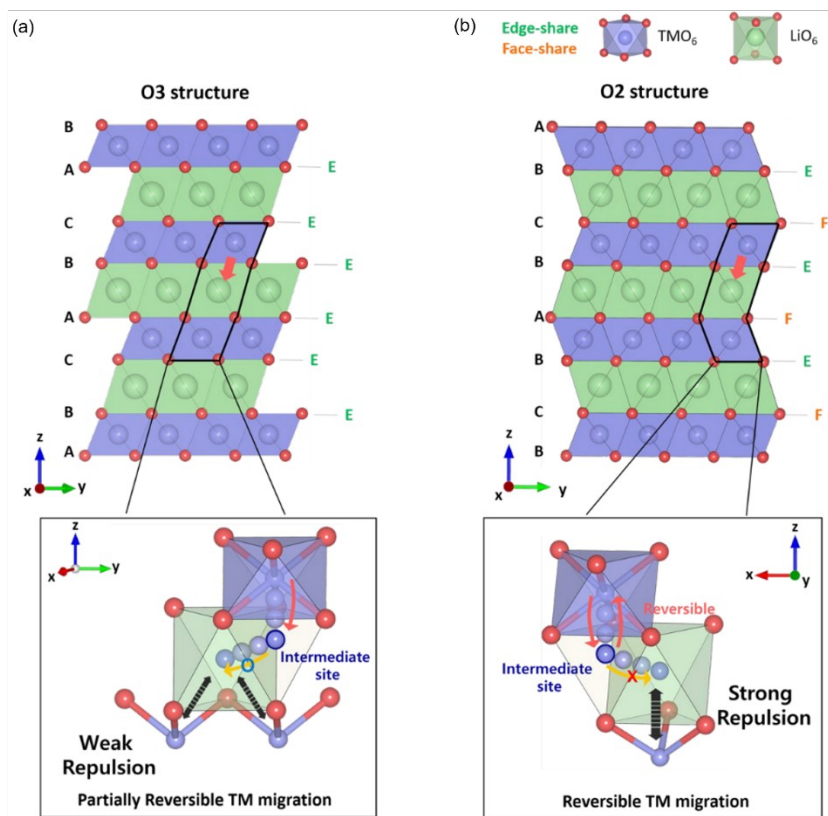 (a)
O3 structure
B
A
E
C
E
B
E
A
E
C
E
B
E
A
z
x
y
z
x
y
Intermediate
site
O
Weak
Repulsion
Partially Reversible TM migration
(b)
Edge-share
Face-share
TMO6
LiO6
O2 structure
A
B
E
C
F
B
E
A
F
B
E
C
F
B
z
x
y
z
x
y
Reversible
Intermediate
site
X
Strong
Repulsion
Reversible TM migration